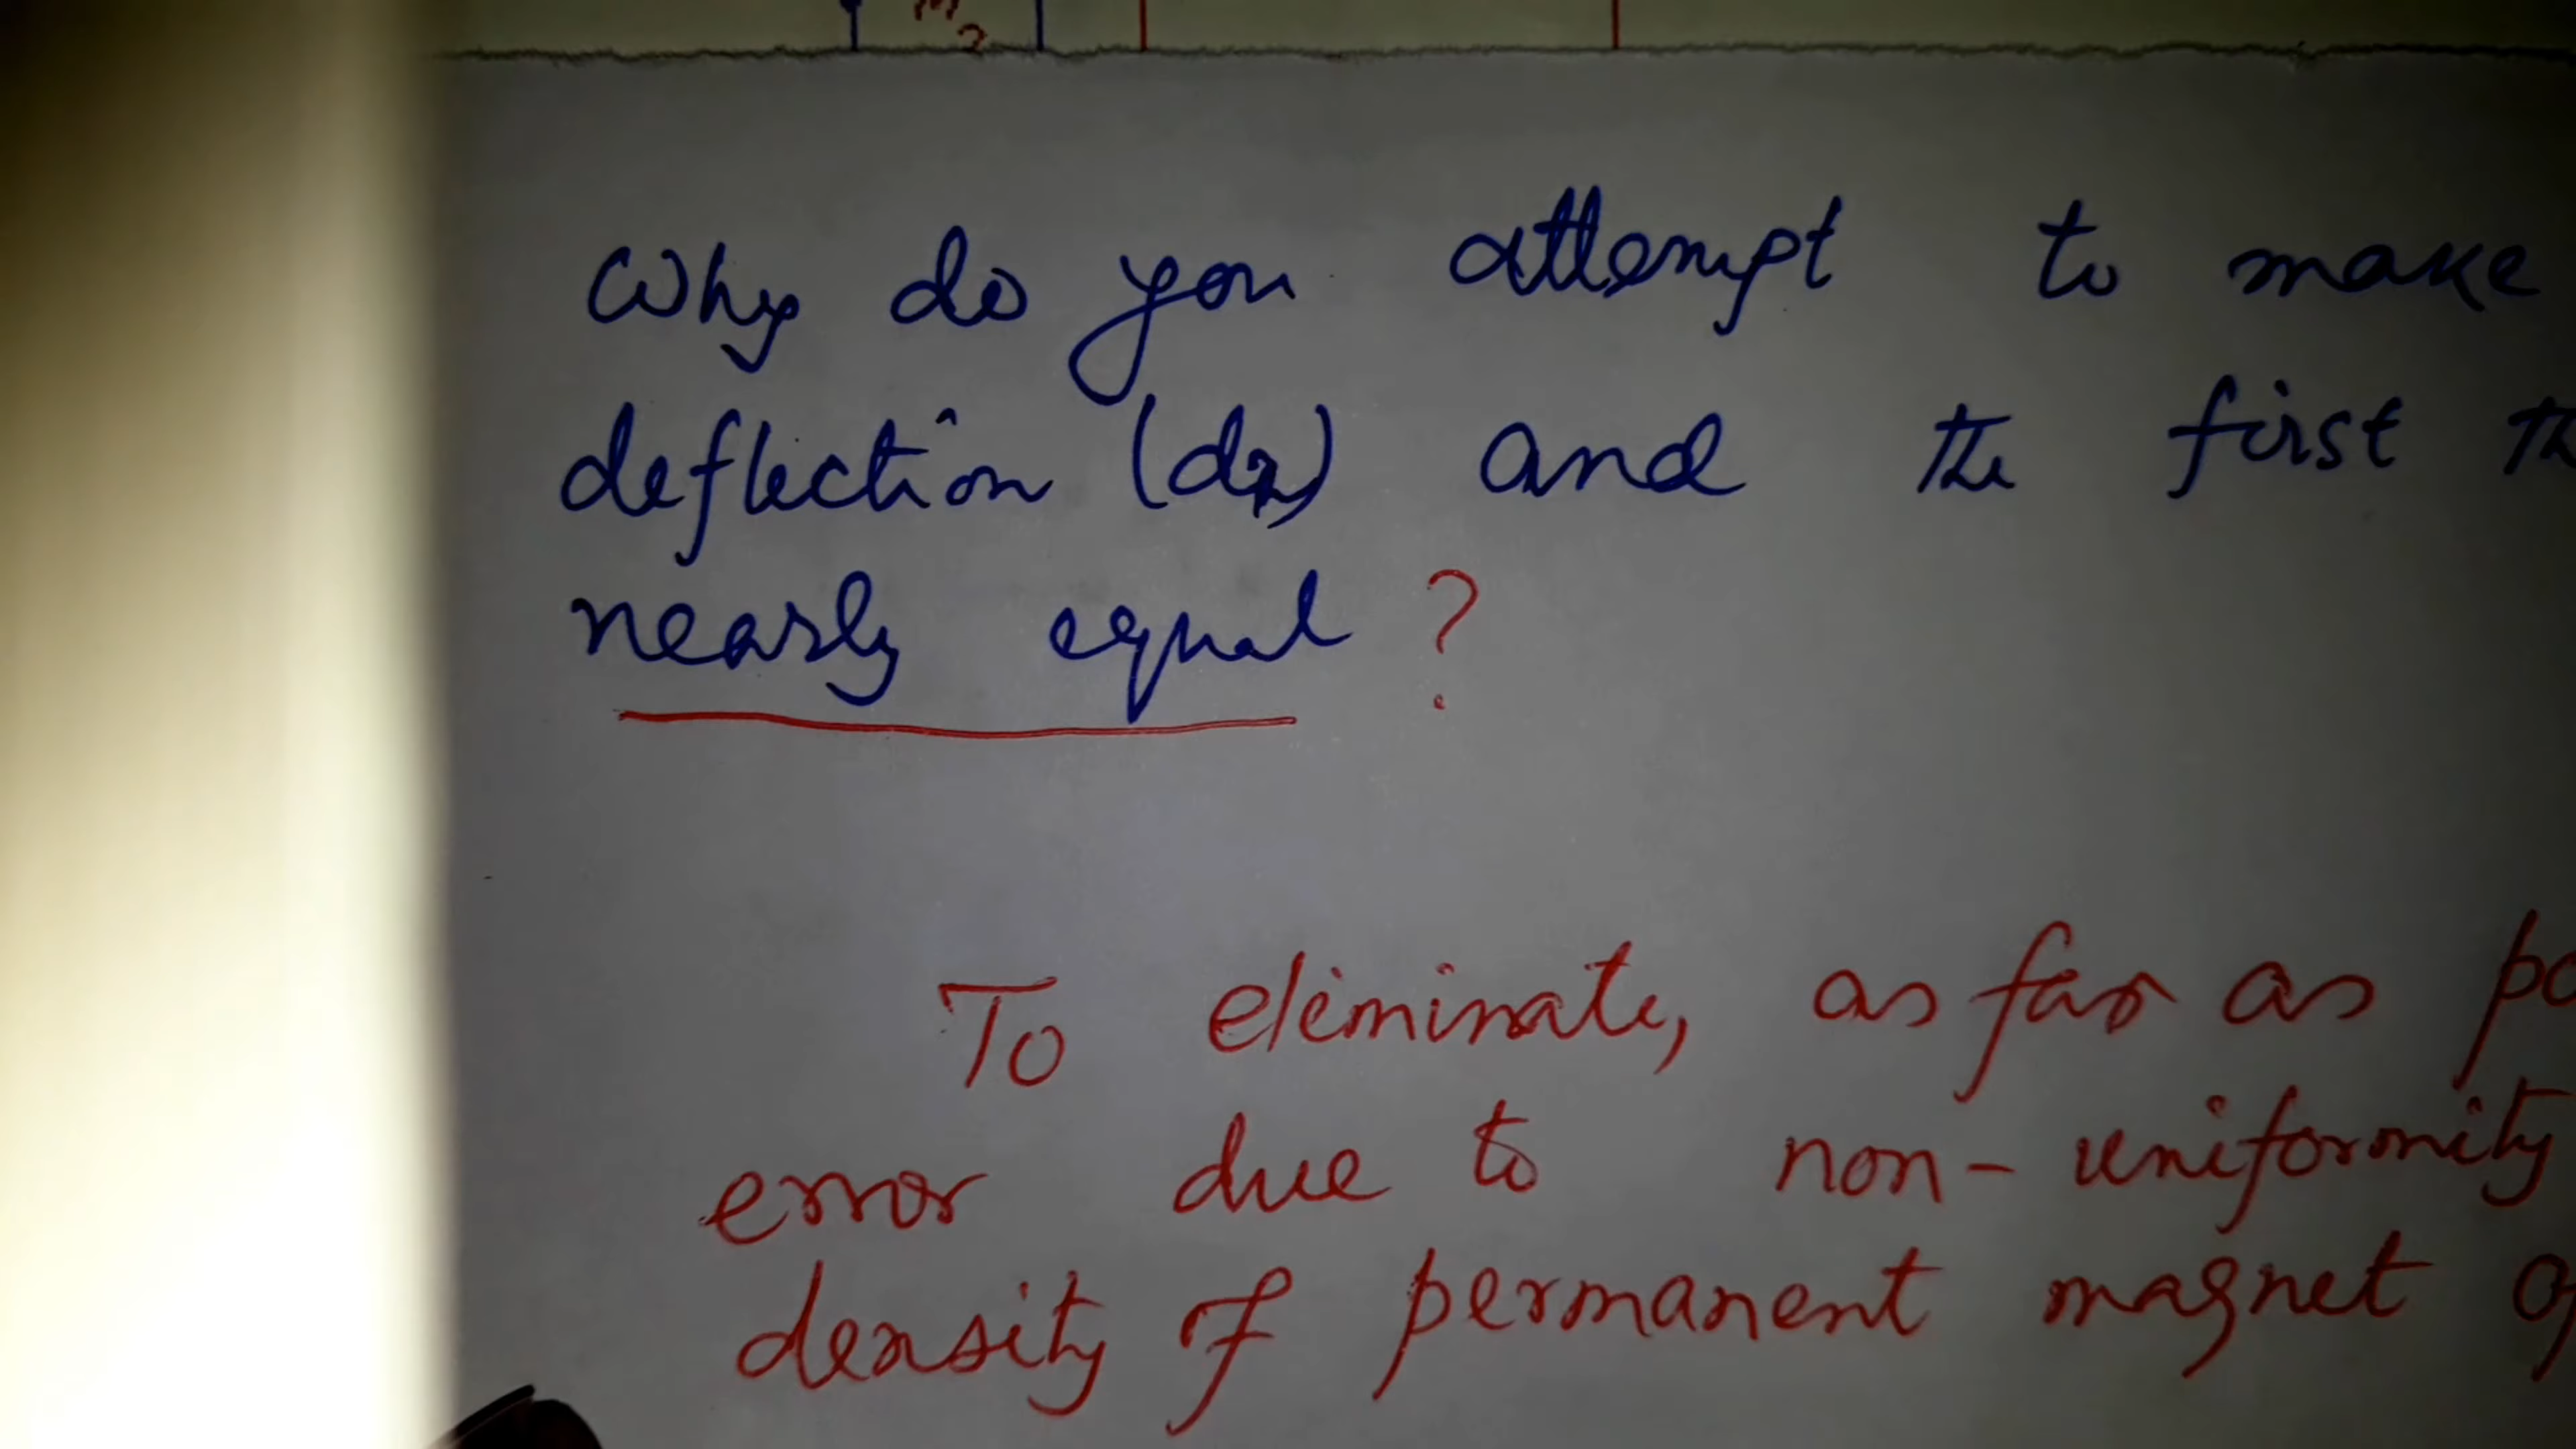 Why do you attempt to make
deflection (d2) and the first
nearly equal ?
To eliminate, as far as
error due to non-uniformity
density of permanent magnet